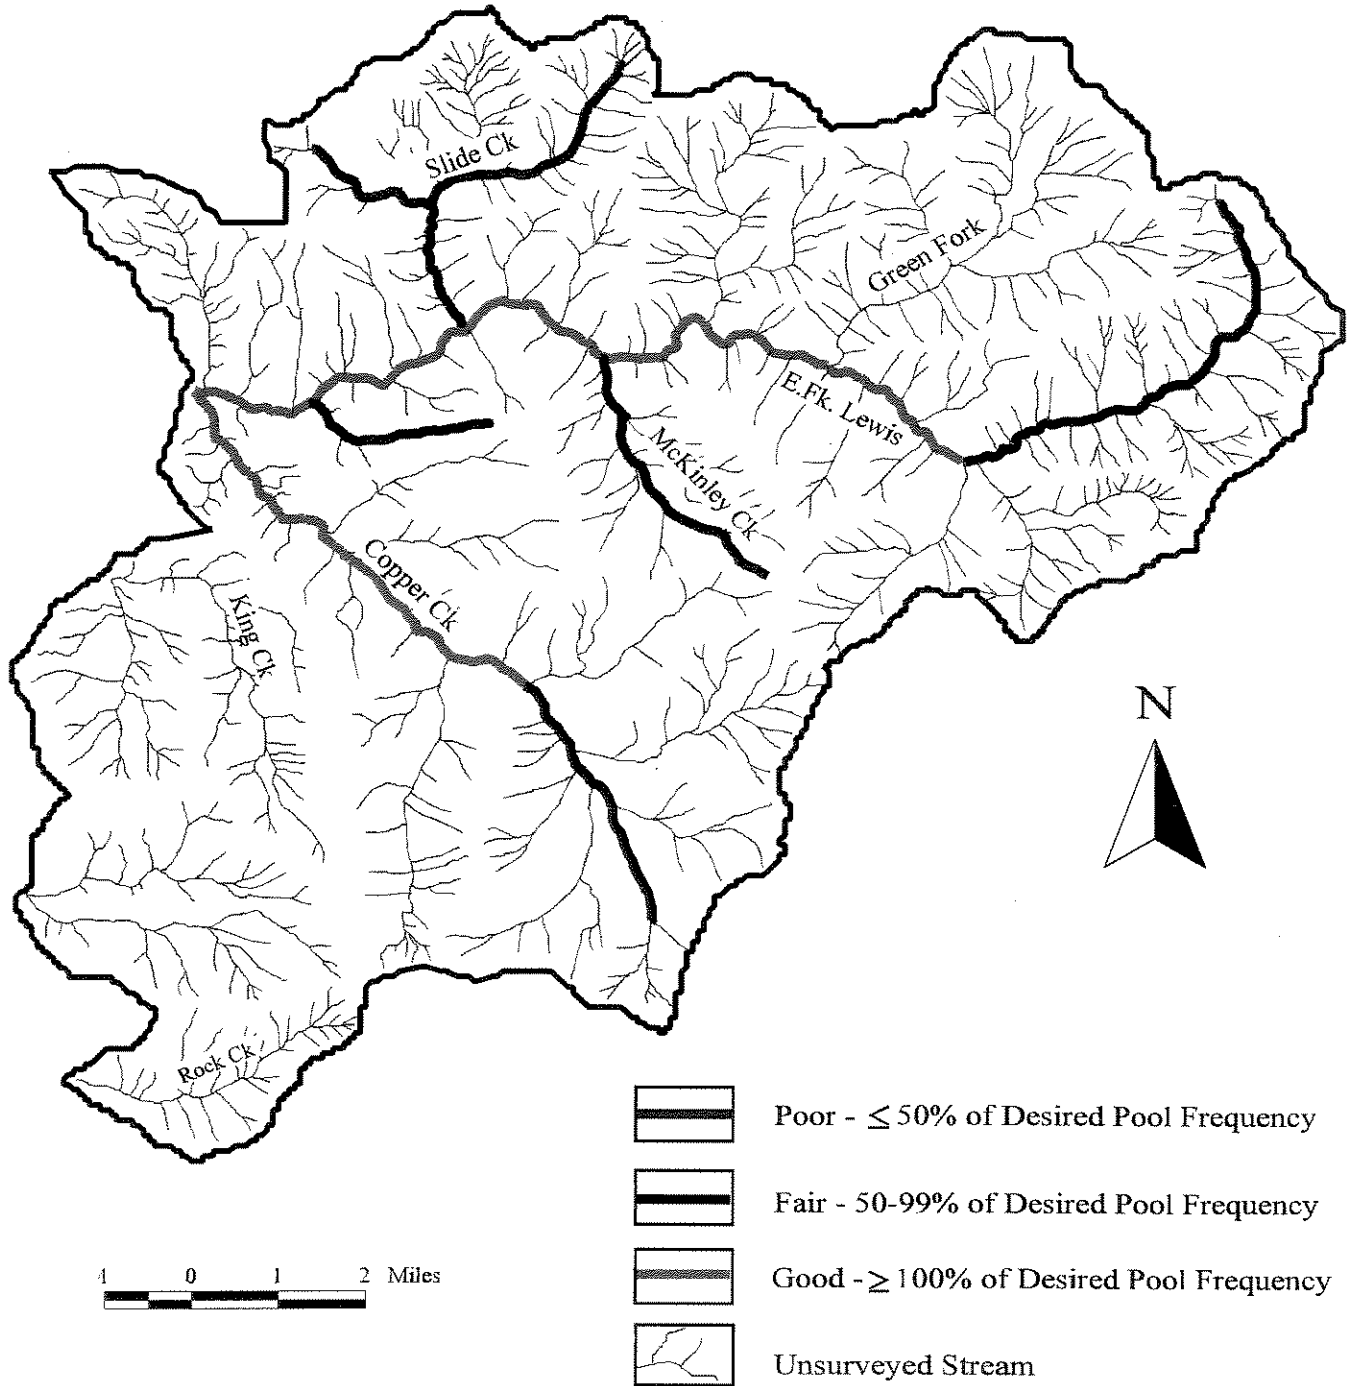 Slide Ck
Green Fork
E.Fk. Lewis
McKinley Ck
Copper Ck
King Ck
N
Rock Ck
Poor - ≤ 50% of Desired Pool Frequency
Fair - 50-99% of Desired Pool Frequency
Good - ≥ 100% of Desired Pool Frequency
Unsurveyed Stream
1 0 1 2 Miles